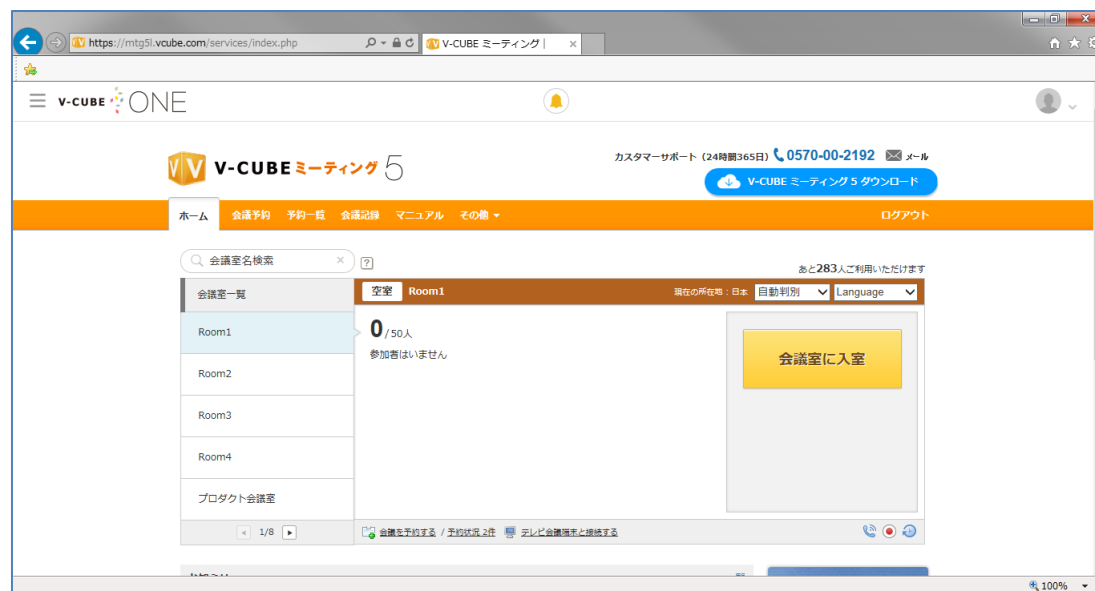 https://mtg5l.vcube.com/services/index.php
V-CUBE ミーティング |
V-CUBE ONE
V-CUBE ミーティング 5
カスタマーサポート (24時間365日) 0570-00-2192 メール
V-CUBE ミーティング 5 ダウンロード
ホーム 会議予約 予約一覧 会議記録 マニュアル その他 ログアウト
会議室名検索 × ?
あと283人ご利用いただけます
会議室一覧
空室 Room1 現在の所在地:日本 自動判別 Language
Room1
0/50人
参加者はいません
会議室に入室
Room2
Room3
Room4
プロダクト会議室
1/8
会議を予約する / 予約状況 2件 テレビ会議端末と接続する
100%